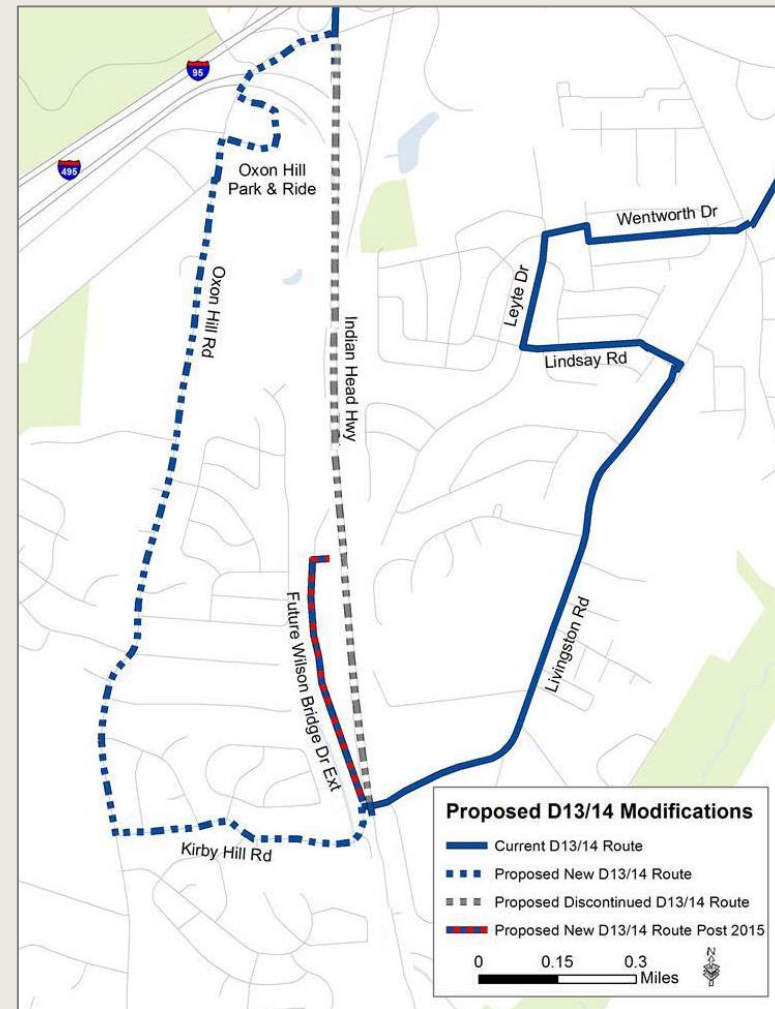 95
495
Oxon Hill
Park & Ride
Wentworth Dr
Leyte Dr
Oxon Hill Rd
Indian Head Hwy
Lindsay Rd
Future Wilson Bridge Dr Ext
Livingston Rd
Kirby Hill Rd
Proposed D13/14 Modifications
Current D13/14 Route
Proposed New D13/14 Route
Proposed Discontinued D13/14 Route
Proposed New D13/14 Route Post 2015
0 0.15 0.3
Miles
N